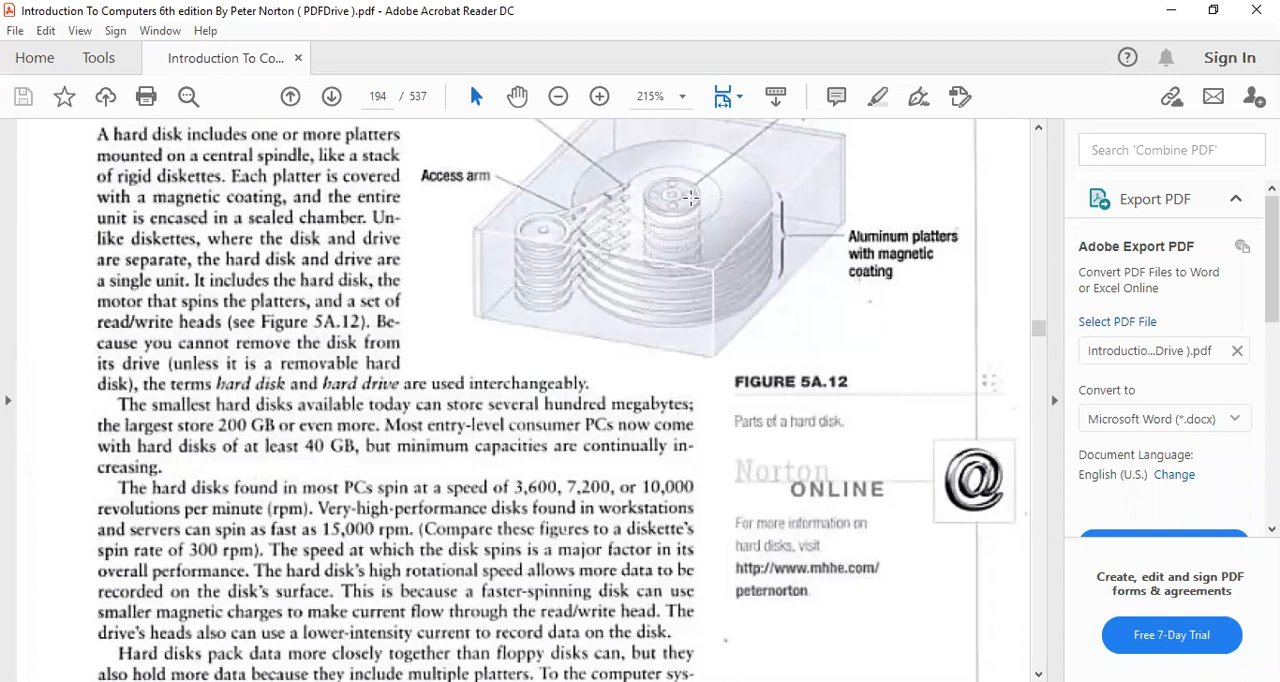 Introduction To Computers 6th edition By Peter Norton ( PDFDrive ).pdf - Adobe Acrobat Reader DC
File Edit View Sign Window Help
Home Tools Introduction To Co... × Sign In
194 / 537 215%
A hard disk includes one or more platters
mounted on a central spindle, like a stack
of rigid diskettes. Each platter is covered
with a magnetic coating, and the entire
unit is encased in a sealed chamber. Un-
like diskettes, where the disk and drive
are separate, the hard disk and drive are
a single unit. It includes the hard disk, the
motor that spins the platters, and a set of
read/write heads (see Figure 5A.12). Be-
cause you cannot remove the disk from
its drive (unless it is a removable hard
disk), the terms hard disk and hard drive are used interchangeably.
The smallest hard disks available today can store several hundred megabytes;
the largest store 200 GB or even more. Most entry-level consumer PCs now come
with hard disks of at least 40 GB, but minimum capacities are continually in-
creasing.
The hard disks found in most PCs spin at a speed of 3,600, 7,200, or 10,000
revolutions per minute (rpm). Very-high-performance disks found in workstations
and servers can spin as fast as 15,000 rpm. (Compare these figures to a diskette's
spin rate of 300 rpm). The speed at which the disk spins is a major factor in its
overall performance. The hard disk's high rotational speed allows more data to be
recorded on the disk's surface. This is because a faster-spinning disk can use
smaller magnetic charges to make current flow through the read/write head. The
drive's heads also can use a lower-intensity current to record data on the disk.
Hard disks pack data more closely together than floppy disks can, but they
also hold more data because they include multiple platters. To the computer sys-
Access arm
Aluminum platters
with magnetic
coating
FIGURE 5A.12
Parts of a hard disk.
Norton
ONLINE
@
For more information on
hard disks, visit
http://www.mhhe.com/
peternorton.
Search 'Combine PDF'
Export PDF
Adobe Export PDF
Convert PDF Files to Word
or Excel Online
Select PDF File
Introductio...Drive ).pdf ×
Convert to
Microsoft Word (*.docx)
Document Language:
English (U.S.) Change
Create, edit and sign PDF
forms & agreements
Free 7-Day Trial